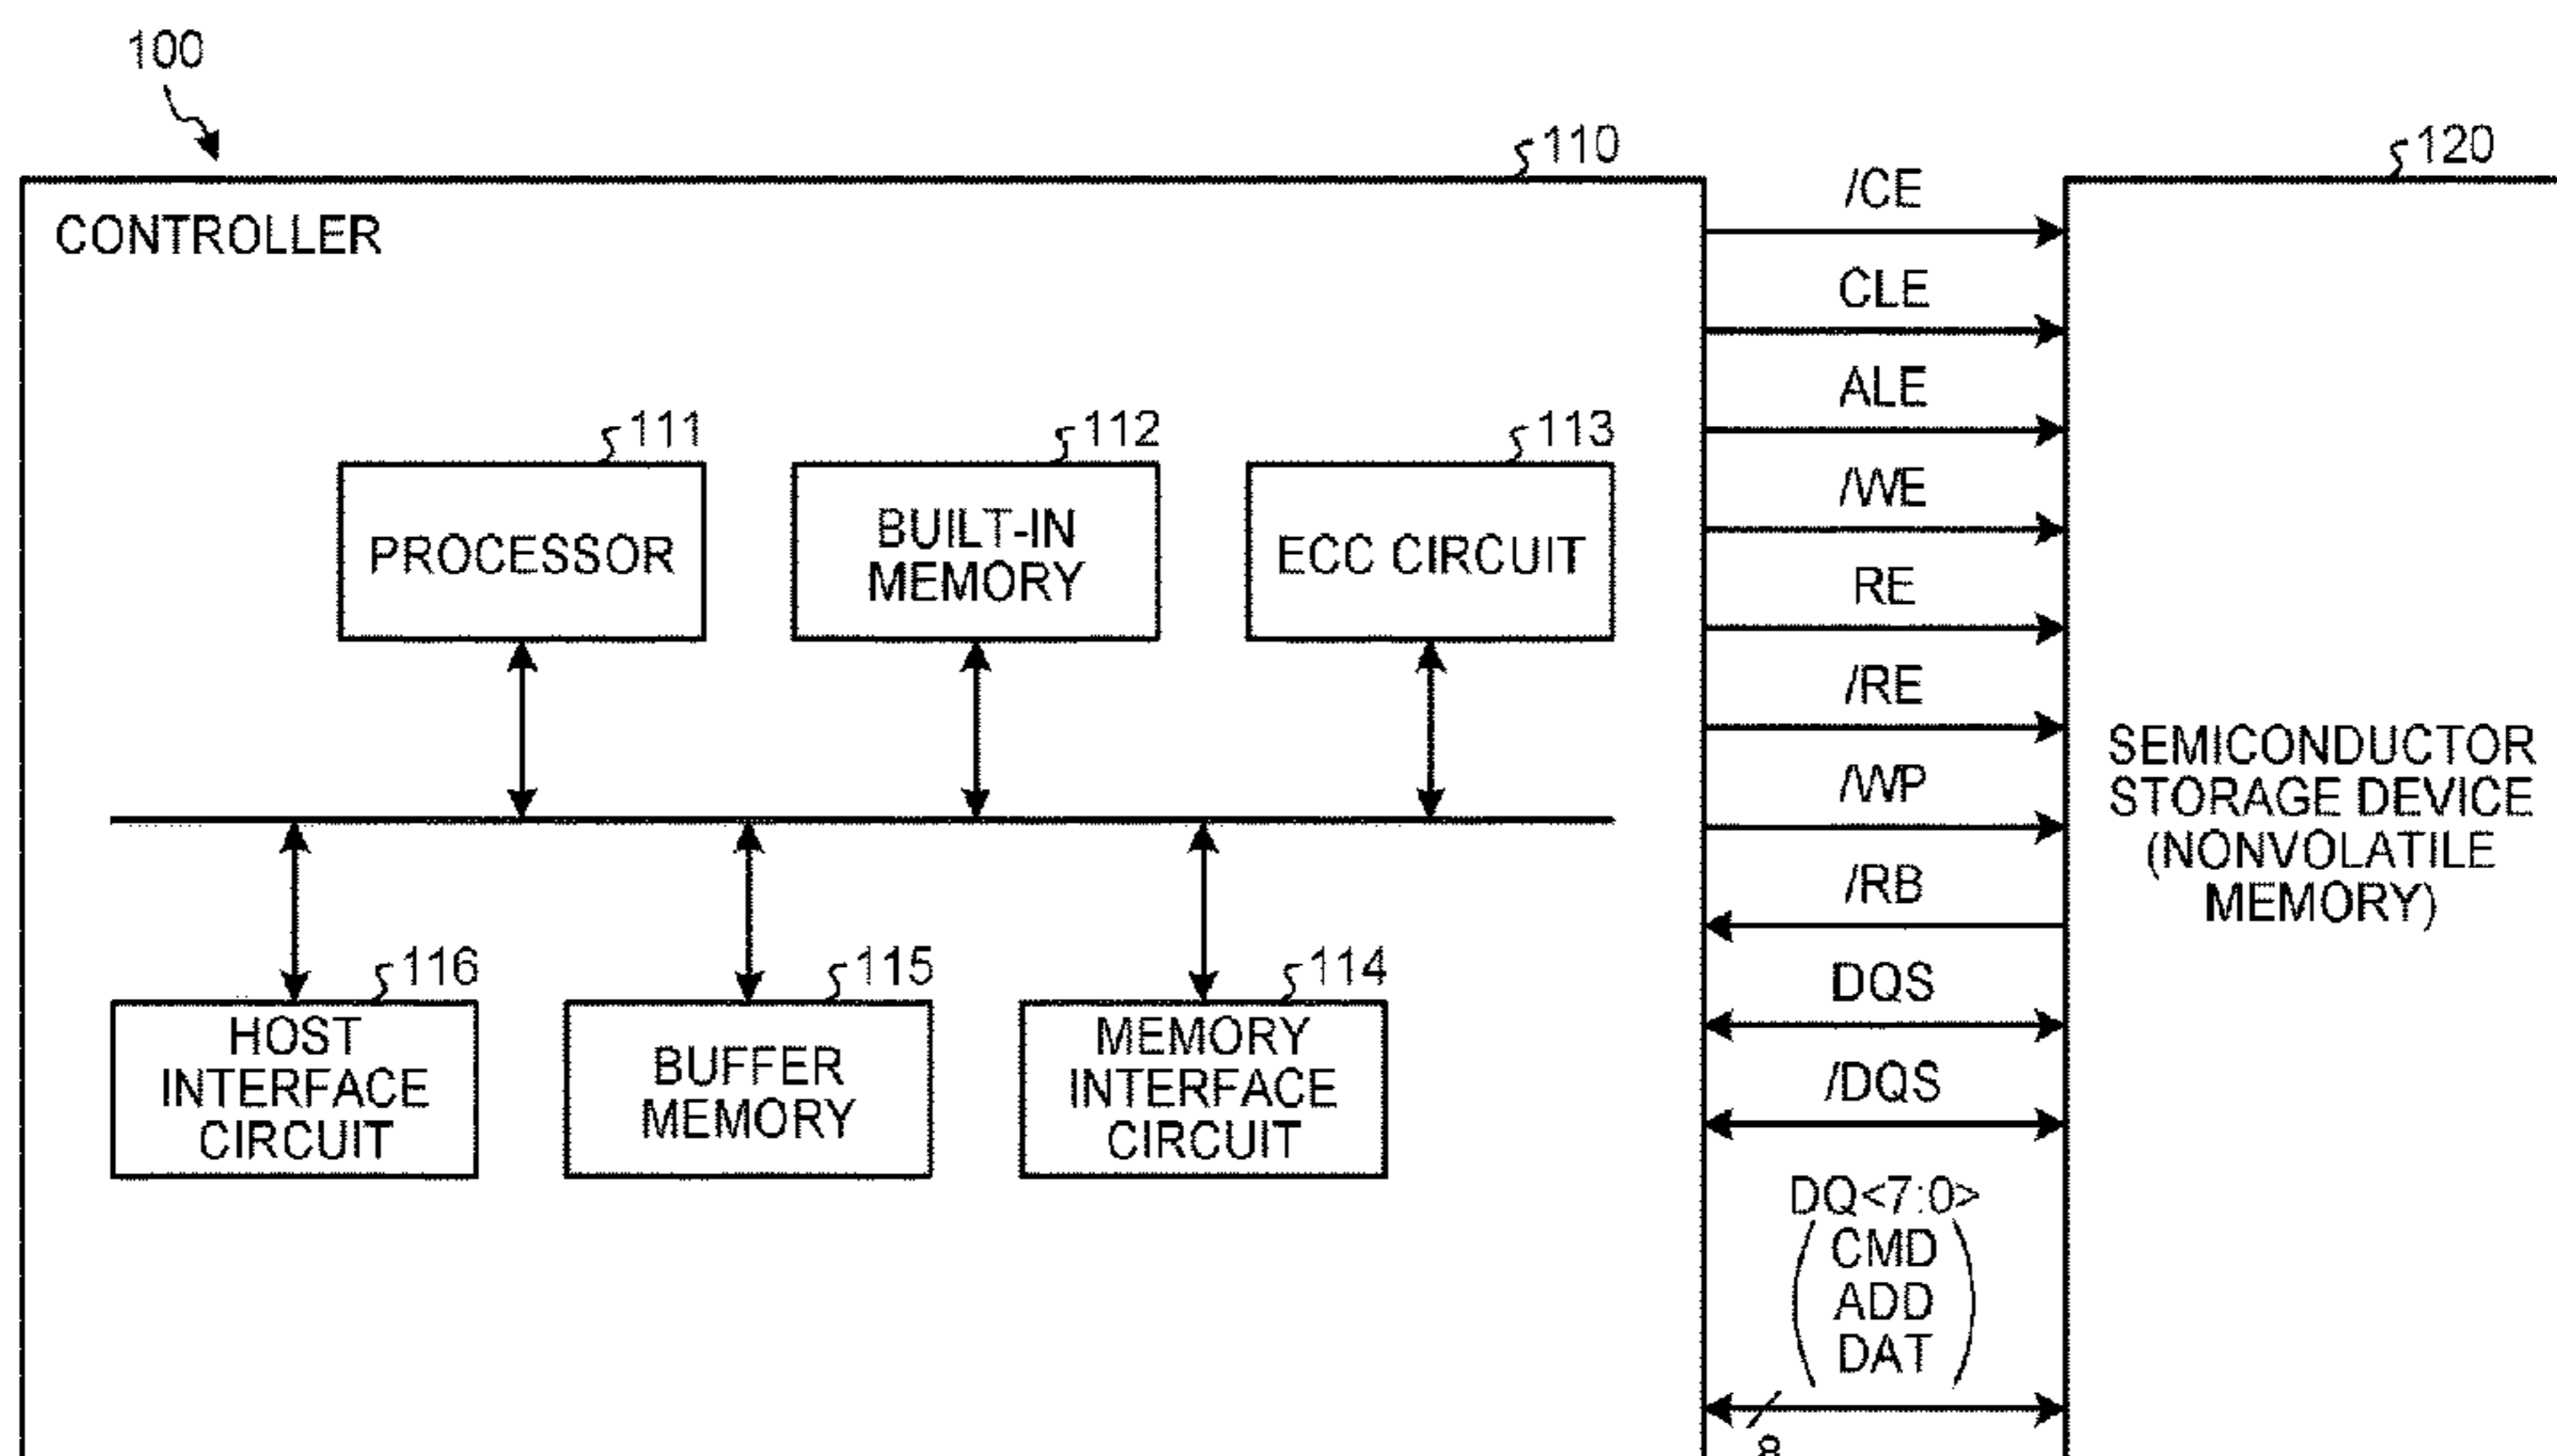 100
110
120
CONTROLLER
/CE
CLE
ALE
/WE
RE
/RE
/WP
/RB
DQS
/DQS
DQ<7:0>
CMD
ADD
DAT
8
111
PROCESSOR
112
BUILT-IN
MEMORY
113
ECC CIRCUIT
116
HOST
INTERFACE
CIRCUIT
115
BUFFER
MEMORY
114
MEMORY
INTERFACE
CIRCUIT
SEMICONDUCTOR
STORAGE DEVICE
(NONVOLATILE
MEMORY)